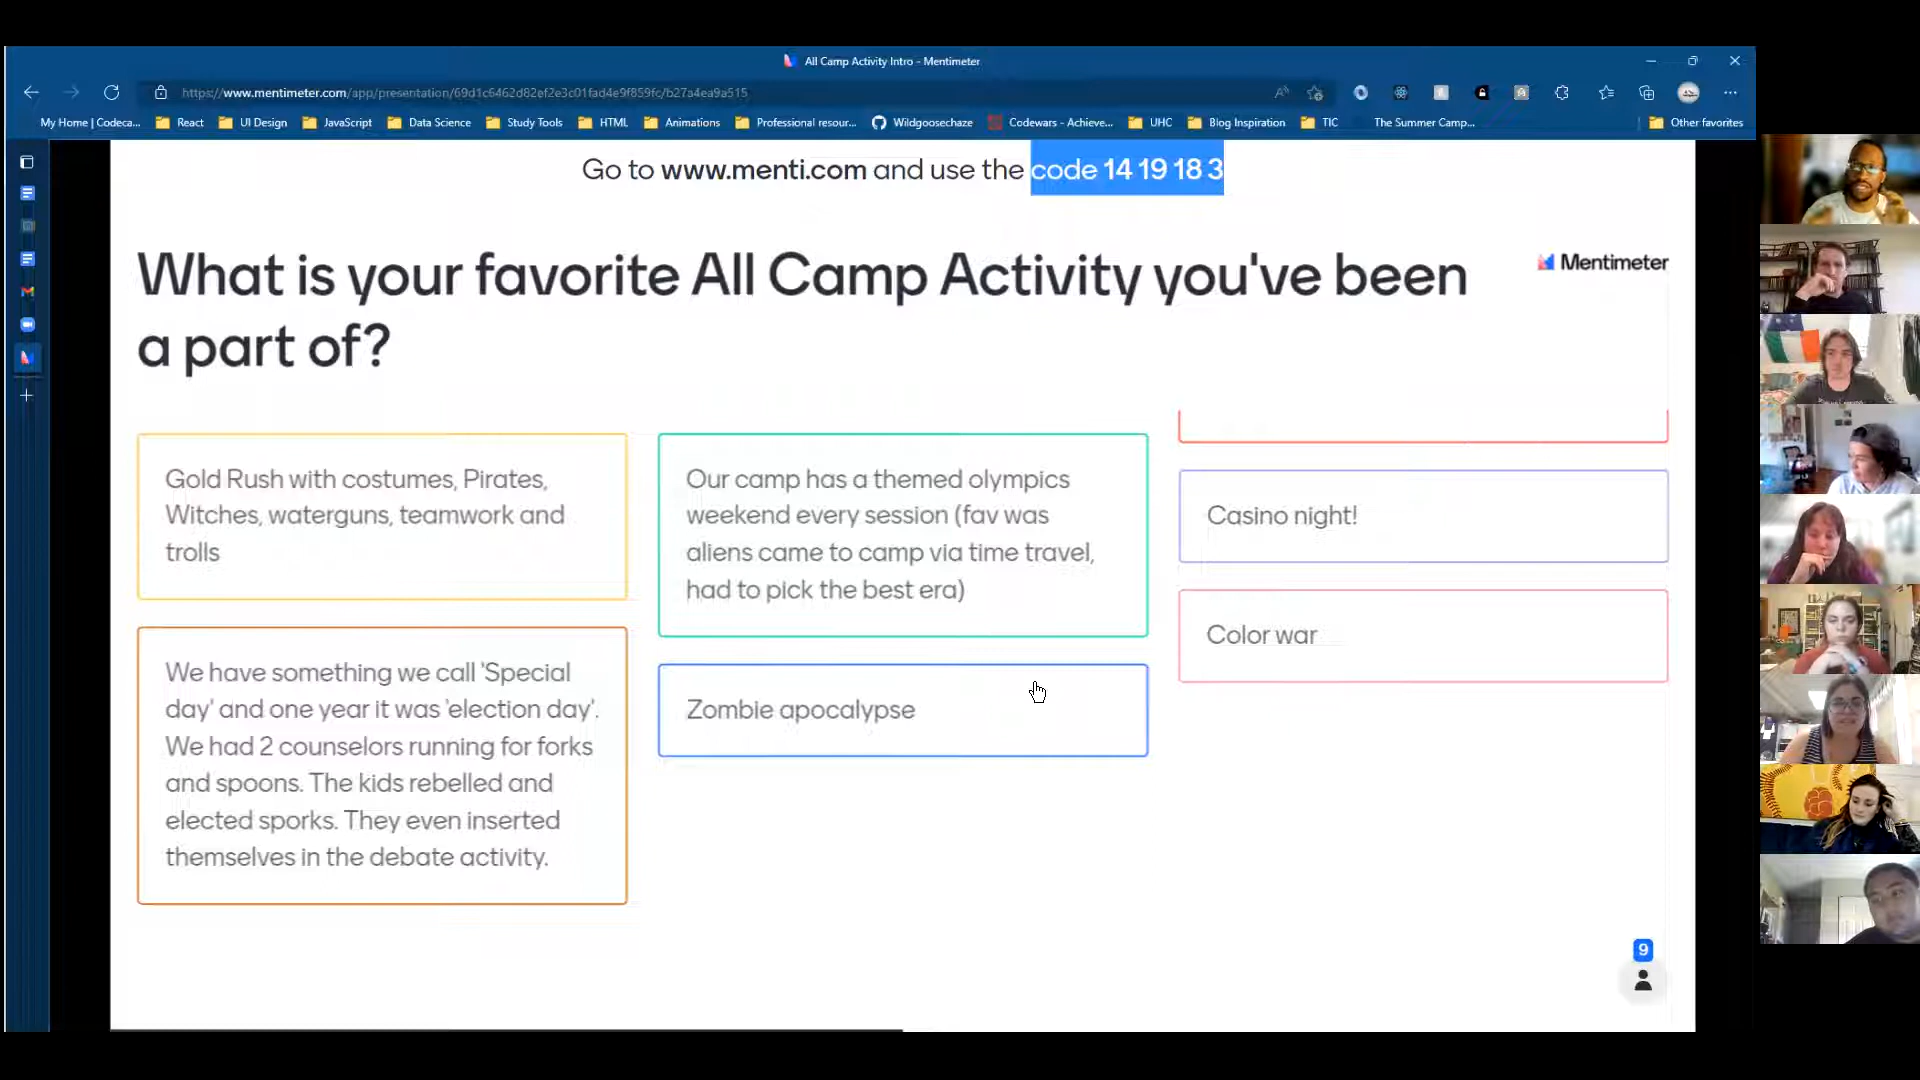 All Camp Activity Intro - Mentimeter
https://www.mentimeter.com/app/presentation/69d1c6462d82ef2e3c01fad4e9f859fc/b27a4ea9a515
My Home | Codeca... React UI Design JavaScript Data Science Study Tools HTML Animations Professional resour... Wildgoosechaze Codewars - Achieve... UHC Blog Inspiration TIC The Summer Camp... Other favorites
Go to www.menti.com and use the code 14 19 18 3
What is your favorite All Camp Activity you've been
a part of?
Mentimeter
Gold Rush with costumes, Pirates,
Witches, waterguns, teamwork and
trolls
We have something we call 'Special
day' and one year it was 'election day'.
We had 2 counselors running for forks
and spoons. The kids rebelled and
elected sporks. They even inserted
themselves in the debate activity.
Our camp has a themed olympics
weekend every session (fav was
aliens came to camp via time travel,
had to pick the best era)
Zombie apocalypse
Casino night!
Color war
9